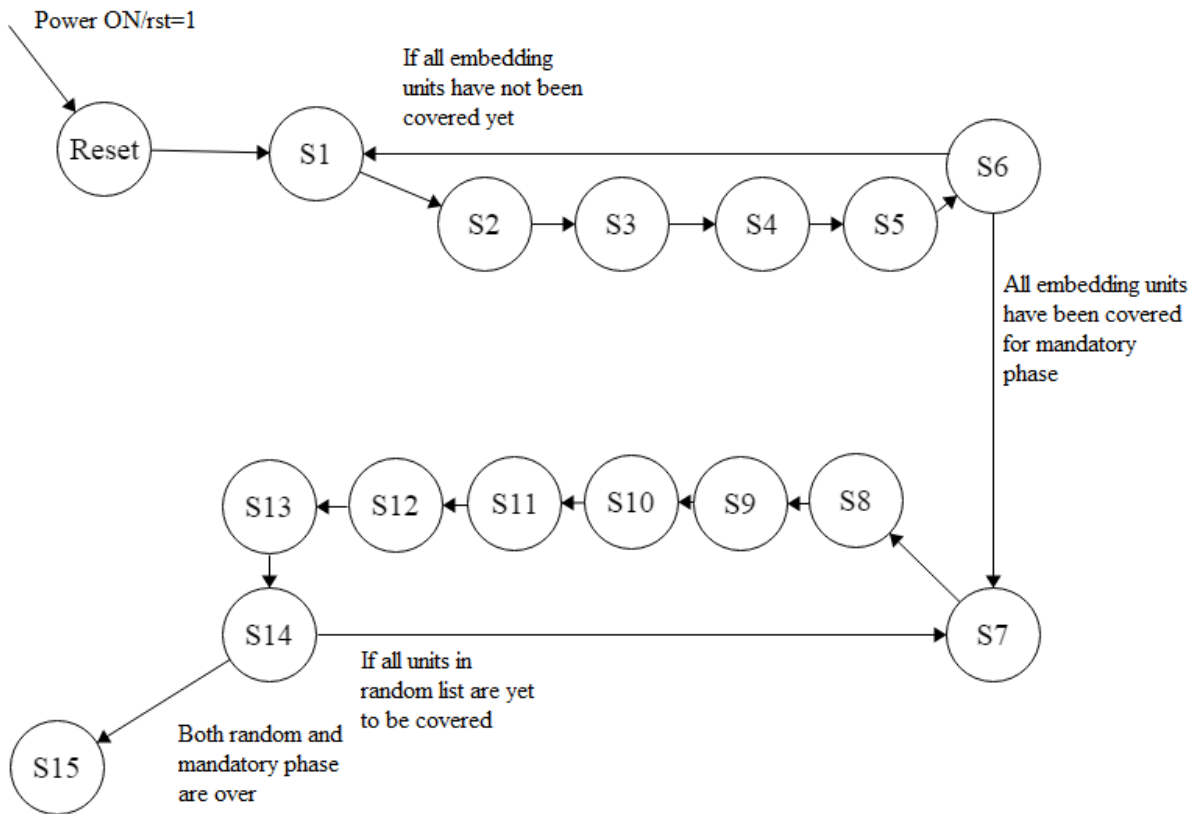 Power ON/rst=1
If all embedding
units have not been
covered yet
Reset
S1
S6
S2
S3
S4
S5
All embedding units
have been covered
for mandatory
phase
S13
S12
S11
S10
S9
S8
S14
S7
If all units in
random list are yet
to be covered
Both random and
mandatory phase
are over
S15